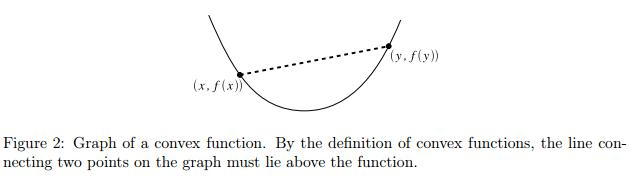 (y, f(y))
(x, f(x))
Figure 2: Graph of a convex function. By the definition of convex functions, the line con-
necting two points on the graph must lie above the function.